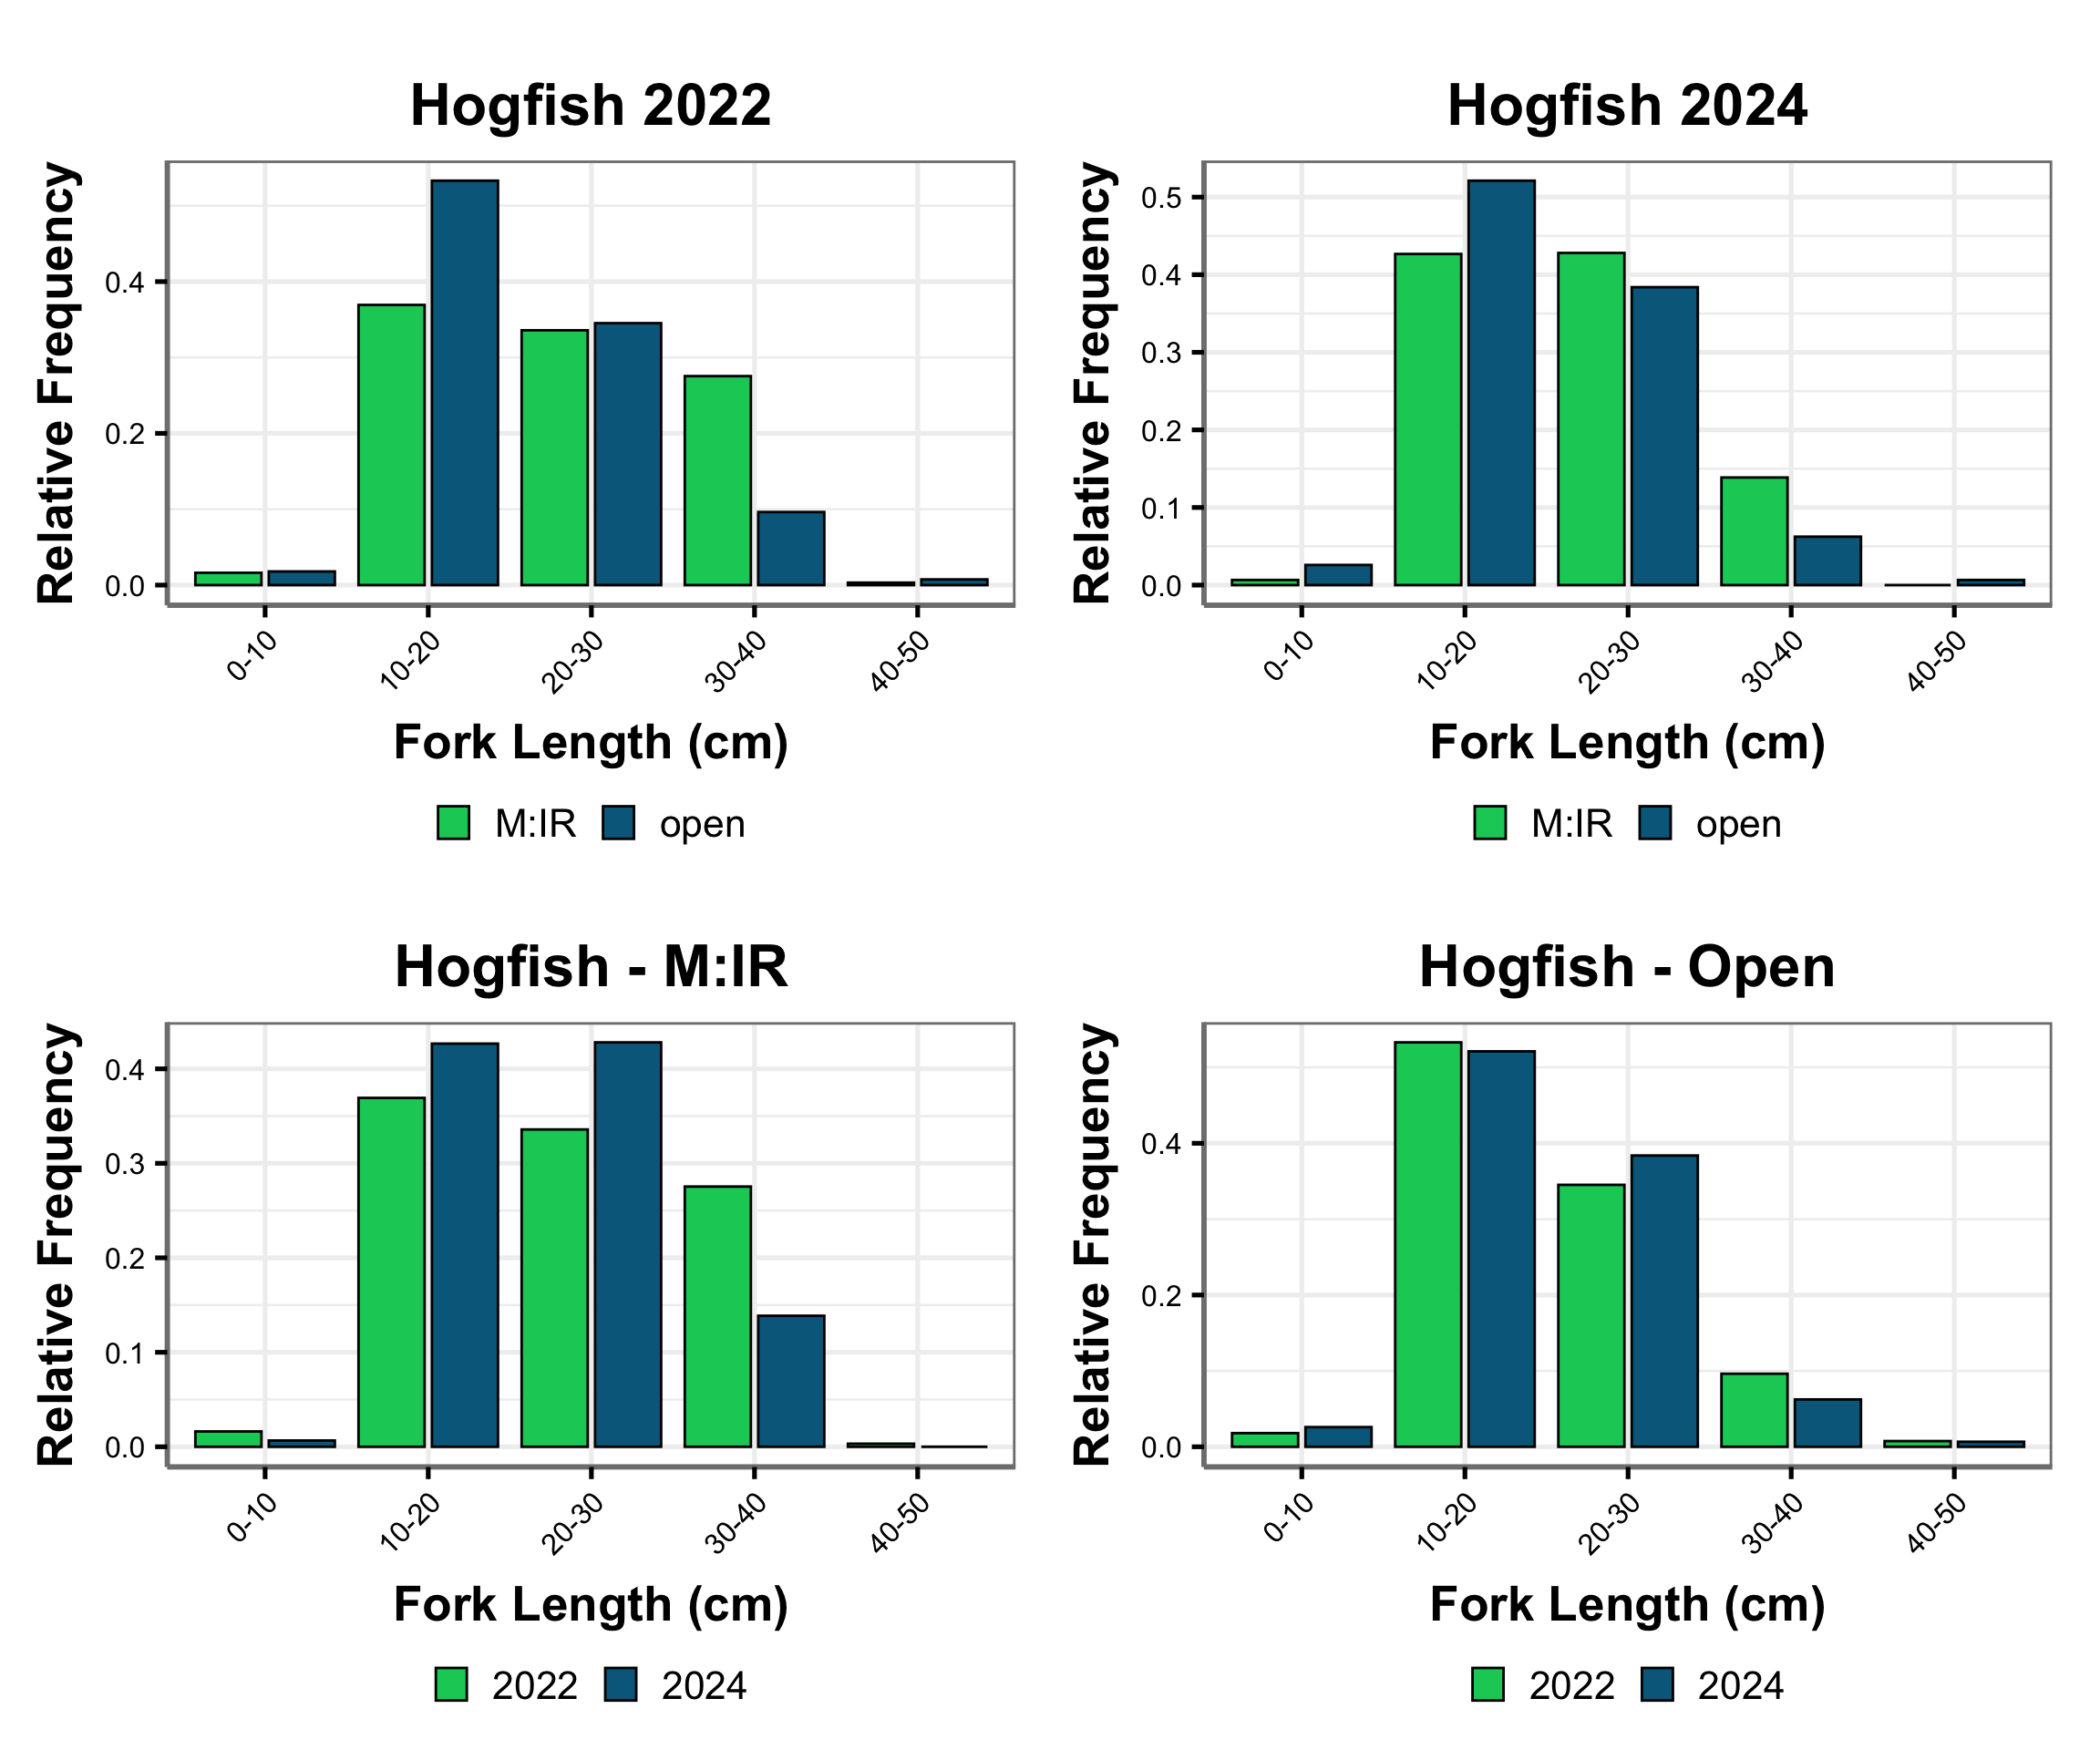 Hogfish 2022
Relative Frequency
0.4
0.2
0.0
0-10 10-20 20-30 30-40 40-50
Fork Length (cm)
M:IR open
Hogfish 2024
Relative Frequency
0.5
0.4
0.3
0.2
0.1
0.0
0-10 10-20 20-30 30-40 40-50
Fork Length (cm)
M:IR open
Hogfish - M:IR
Relative Frequency
0.4
0.3
0.2
0.1
0.0
0-10 10-20 20-30 30-40 40-50
Fork Length (cm)
2022 2024
Hogfish - Open
Relative Frequency
0.4
0.2
0.0
0-10 10-20 20-30 30-40 40-50
Fork Length (cm)
2022 2024